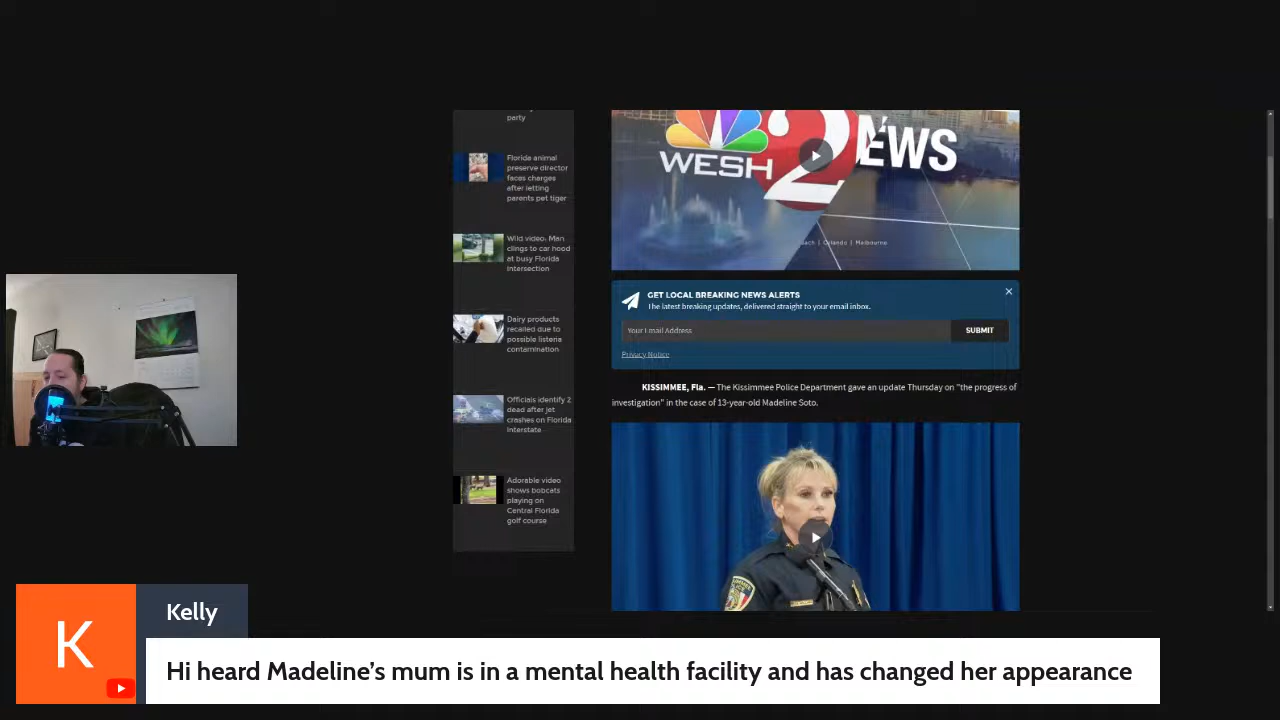 party
Florida animal
preserve director
faces charges
after letting
parents pet tiger
Wild video: Man
clings to car hood
at busy Florida
intersection
Dairy products
recalled due to
possible listeria
contamination
Officials identify 2
dead after jet
crashes on Florida
interstate
Adorable video
shows bobcats
playing on
Central Florida
golf course
WESH 2 NEWS
Orlando | Melbourne
GET LOCAL BREAKING NEWS ALERTS
The latest breaking updates, delivered straight to your email inbox.
Your Email Address
SUBMIT
Privacy Notice
KISSIMMEE, Fla. — The Kissimmee Police Department gave an update Thursday on "the progress of
investigation" in the case of 13-year-old Madeline Soto.
K
Kelly
Hi heard Madeline’s mum is in a mental health facility and has changed her appearance